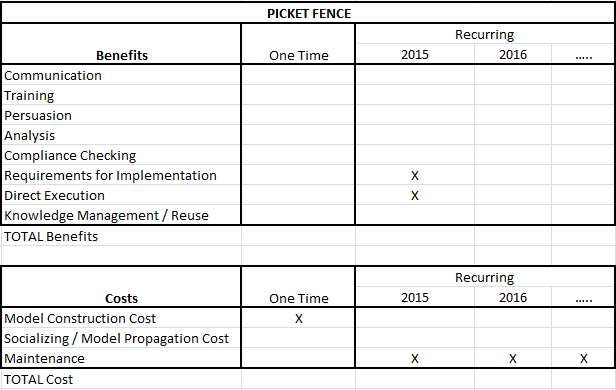 PICKET FENCE
Recurring
Benefits One Time 2015 2016 .....
Communication
Training
Persuasion
Analysis
Compliance Checking
Requirements for Implementation X
Direct Execution X
Knowledge Management / Reuse
TOTAL Benefits
Recurring
Costs One Time 2015 2016 .....
Model Construction Cost X
Socializing / Model Propagation Cost
Maintenance X X X
TOTAL Cost